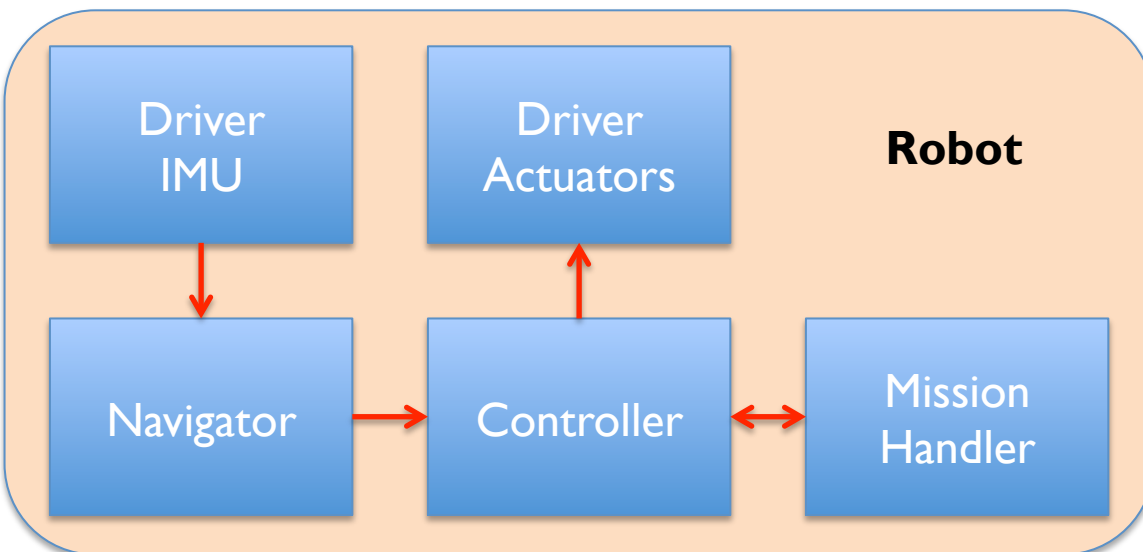 Driver
IMU
Driver
Actuators
Robot
Navigator
Controller
Mission
Handler